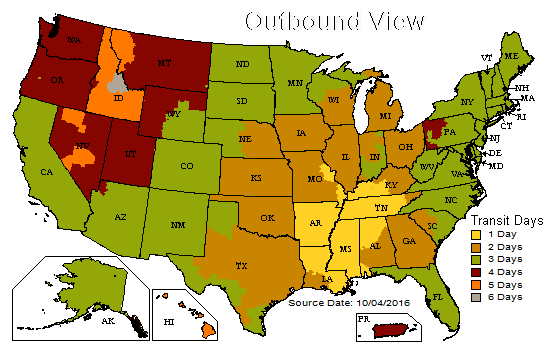 Outbound View
WA
OR
CA
ID
NV
MT
WY
UT
AZ
CO
NM
ND
SD
NE
KS
OK
TX
MN
IA
MO
AR
LA
WI
IL
MS
MI
IN
KY
TN
AL
OH
GA
FL
SC
NC
VA
WV
PA
NY
VT
ME
NH
MA
RI
CT
NJ
DE
MD
AK
HI
PR
Transit Days
1 Day
2 Days
3 Days
4 Days
5 Days
6 Days
Source Date: 10/04/2016